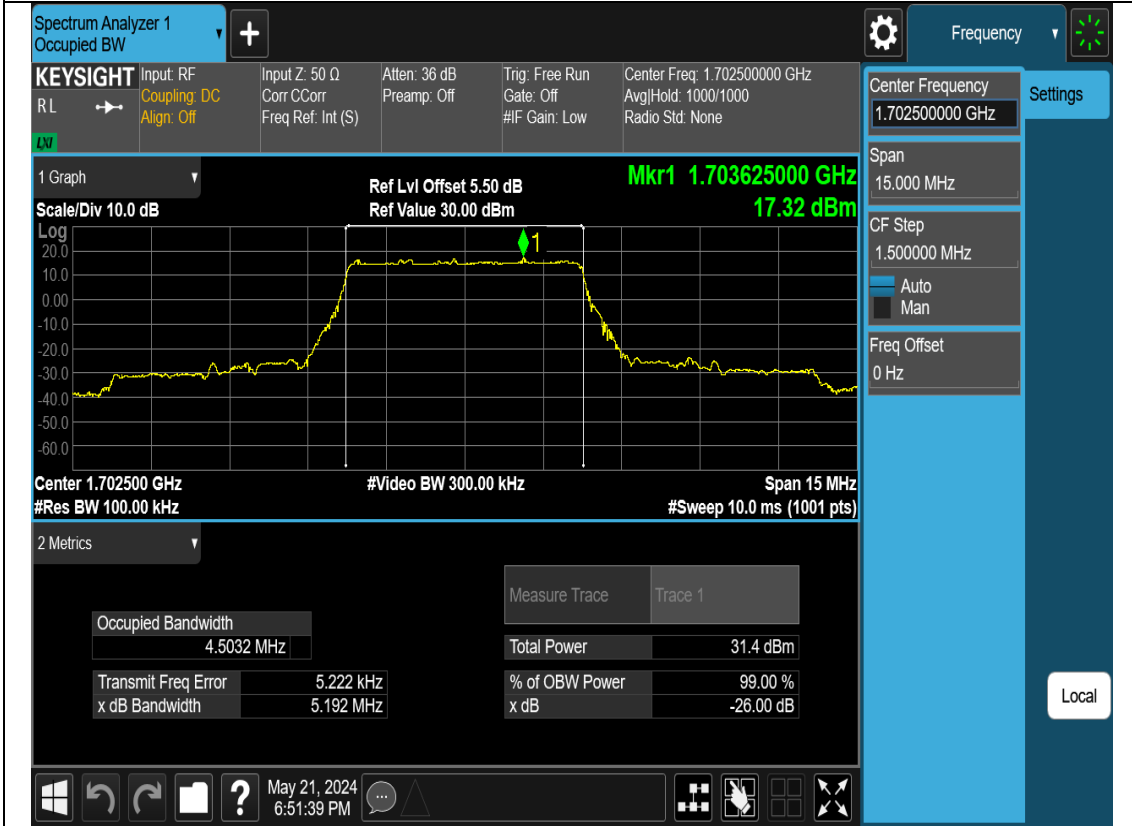 Spectrum Analyzer 1
Occupied BW
+
Frequency
KEYSIGHT
R L
LXI
Input: RF
Coupling: DC
Align: Off
Input Z: 50 Ω
Corr CCorr
Freq Ref: Int (S)
Atten: 36 dB
Preamp: Off
Trig: Free Run
Gate: Off
#IF Gain: Low
Center Freq: 1.702500000 GHz
Avg|Hold: 1000/1000
Radio Std: None
Center Frequency
1.702500000 GHz
Settings
Span
15.000 MHz
CF Step
1.500000 MHz
Auto
Man
Freq Offset
0 Hz
Local
1 Graph
Scale/Div 10.0 dB
Ref Lvl Offset 5.50 dB
Ref Value 30.00 dBm
Mkr1 1.703625000 GHz
17.32 dBm
Log
20.0
10.0
0.00
-10.0
-20.0
-30.0
-40.0
-50.0
-60.0
1
Center 1.702500 GHz
#Res BW 100.00 kHz
#Video BW 300.00 kHz
Span 15 MHz
#Sweep 10.0 ms (1001 pts)
2 Metrics
Measure Trace Trace 1
Occupied Bandwidth
4.5032 MHz
Total Power 31.4 dBm
Transmit Freq Error 5.222 kHz
% of OBW Power 99.00 %
x dB Bandwidth 5.192 MHz
x dB -26.00 dB
?
May 21, 2024
6:51:39 PM